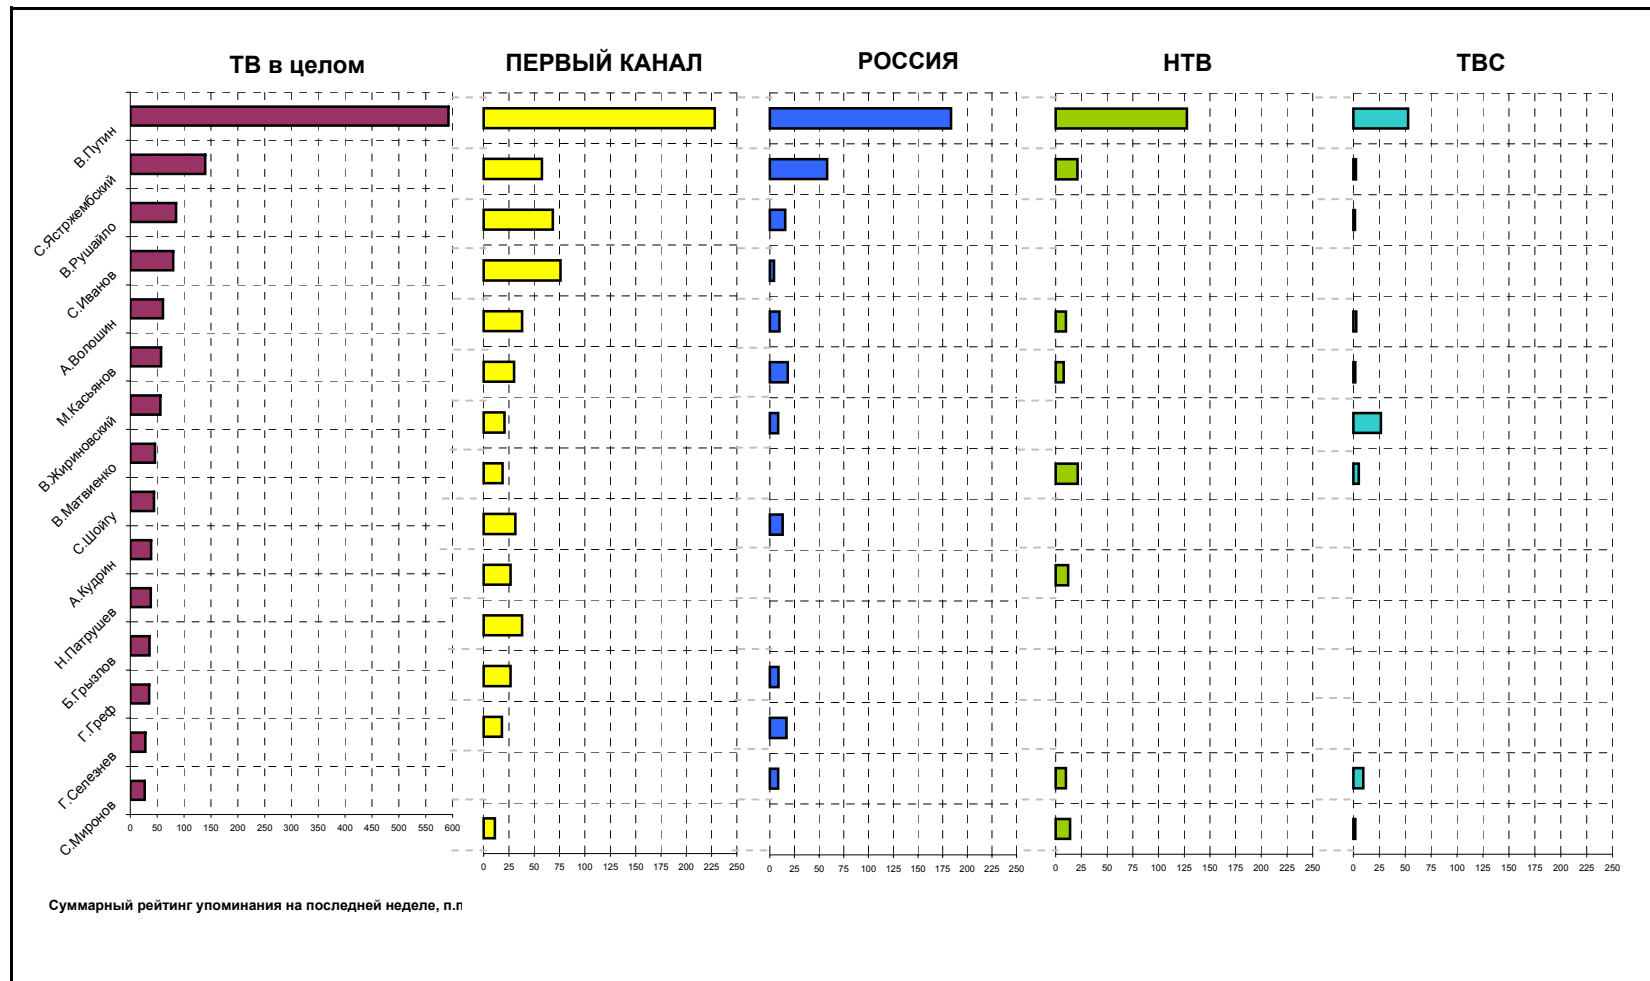 ТВ в целом
ПЕРВЫЙ КАНАЛ
РОССИЯ
НТВ
ТВС
В.Путин
С.Ястржембский
В.Рушайло
С.Иванов
А.Волошин
М.Касьянов
В.Жириновский
В.Матвиенко
С.Шойгу
А.Кудрин
Н.Патрушев
Б.Грызлов
Г.Греф
Г.Селезнев
С.Миронов
0 50 100 150 200 250 300 350 400 450 500 550 600
0 25 50 75 100 125 150 175 200 225 250
0 25 50 75 100 125 150 175 200 225 250
0 25 50 75 100 125 150 175 200 225 250
0 25 50 75 100 125 150 175 200 225 250
Суммарный рейтинг упоминания на последней неделе, п.п